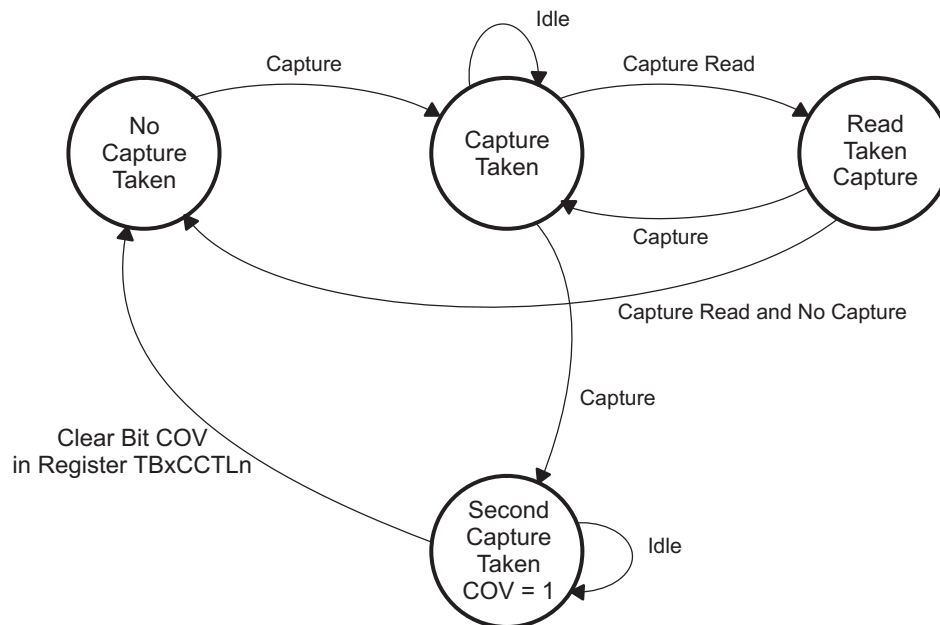 Idle
Capture
Capture Read
No
Capture
Taken
Capture
Taken
Read
Taken
Capture
Capture
Capture Read and No Capture
Capture
Clear Bit COV
in Register TBxCCTLn
Second
Capture
Taken
COV = 1
Idle